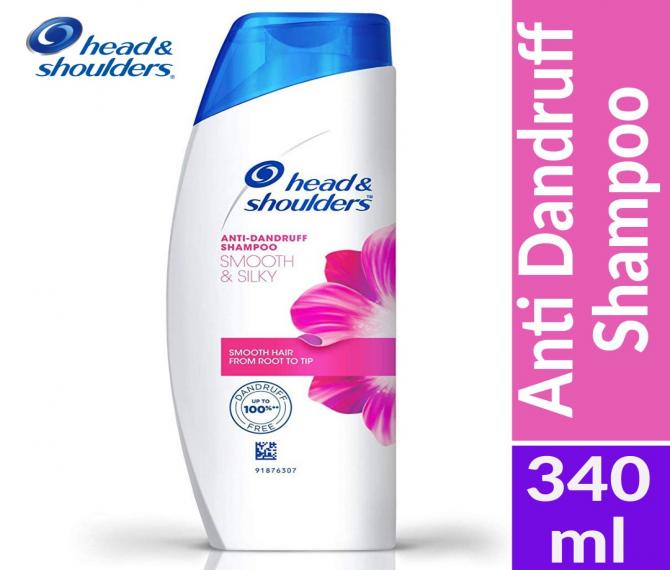 head &
shoulders®
head &
shoulders™
ANTI-DANDRUFF
SHAMPOO
SMOOTH
& SILKY
SMOOTH HAIR
FROM ROOT TO TIP
DANDRUFF
UP TO
100%**
FREE
91876307
Anti Dandruff
Shampoo
340
ml